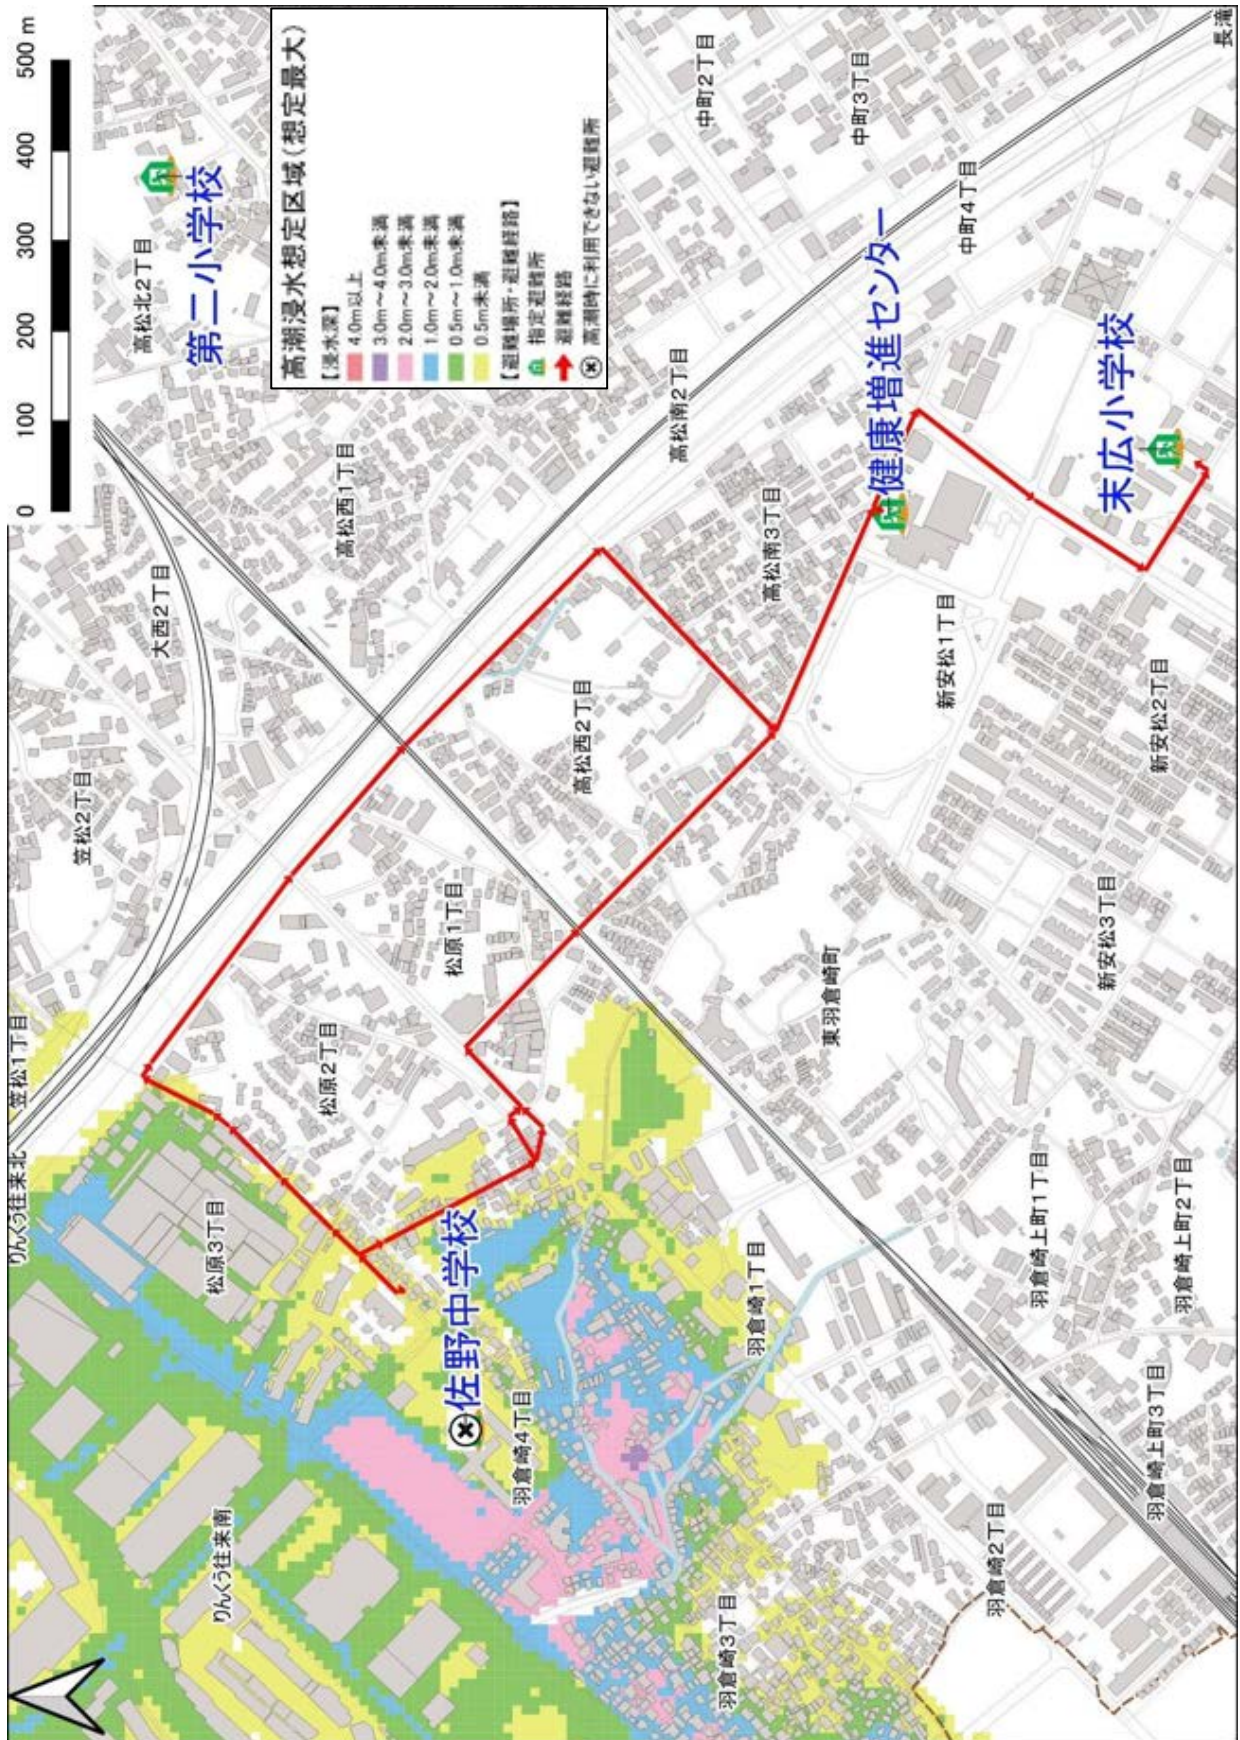 0 100 200 300 400 500 m
高潮浸水想定区域(想定最大)
【浸水深】
4.0m以上
3.0m~4.0m未満
2.0m~3.0m未満
1.0m~2.0m未満
0.5m~1.0m未満
0.5m未満
【避難場所・避難経路】
指定避難所
避難経路
高潮時に利用できない避難所
りんくう往来北
笠松1丁目
笠松2丁目
大西2丁目
高松北2丁目
第二小学校
松原3丁目
高松西1丁目
りんくう往来南
松原2丁目
松原1丁目
佐野中学校
羽倉崎4丁目
高松西2丁目
高松南2丁目
中町2丁目
羽倉崎1丁目
高松南3丁目
中町3丁目
羽倉崎3丁目
東羽倉崎町
健康増進センター
中町4丁目
新安松1丁目
羽倉崎2丁目
羽倉崎上町1丁目
新安松3丁目
末広小学校
新安松2丁目
羽倉崎上町3丁目
羽倉崎上町2丁目
長滝